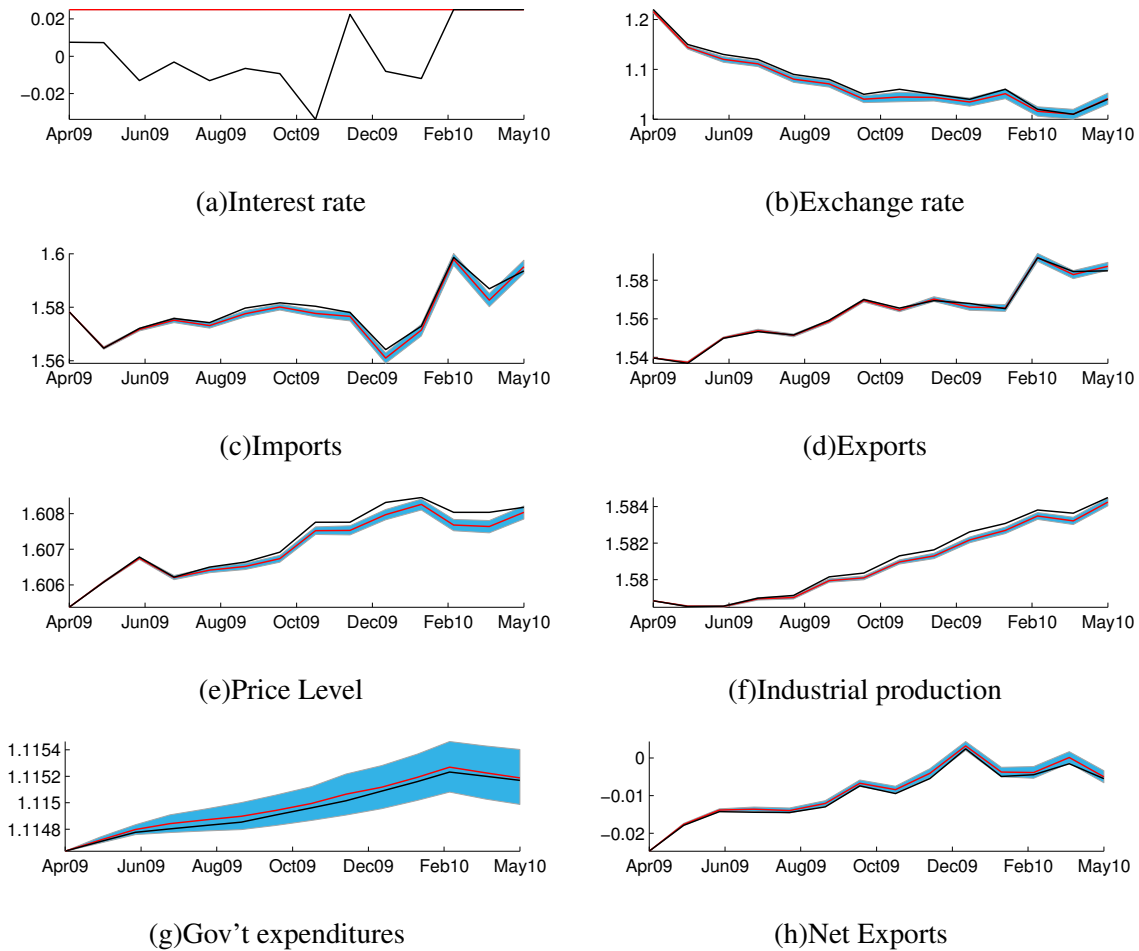 0.02
0
−0.02
Apr09 Jun09 Aug09 Oct09 Dec09 Feb10 May10
(a)Interest rate
1.2
1.1
1
Apr09 Jun09 Aug09 Oct09 Dec09 Feb10 May10
(b)Exchange rate
1.6
1.58
1.56
Apr09 Jun09 Aug09 Oct09 Dec09 Feb10 May10
(c)Imports
1.58
1.56
1.54
Apr09 Jun09 Aug09 Oct09 Dec09 Feb10 May10
(d)Exports
1.608
1.607
1.606
Apr09 Jun09 Aug09 Oct09 Dec09 Feb10 May10
(e)Price Level
1.584
1.582
1.58
Apr09 Jun09 Aug09 Oct09 Dec09 Feb10 May10
(f)Industrial production
1.1154
1.1152
1.115
1.1148
Apr09 Jun09 Aug09 Oct09 Dec09 Feb10 May10
(g)Gov’t expenditures
0
−0.01
−0.02
Apr09 Jun09 Aug09 Oct09 Dec09 Feb10 May10
(h)Net Exports